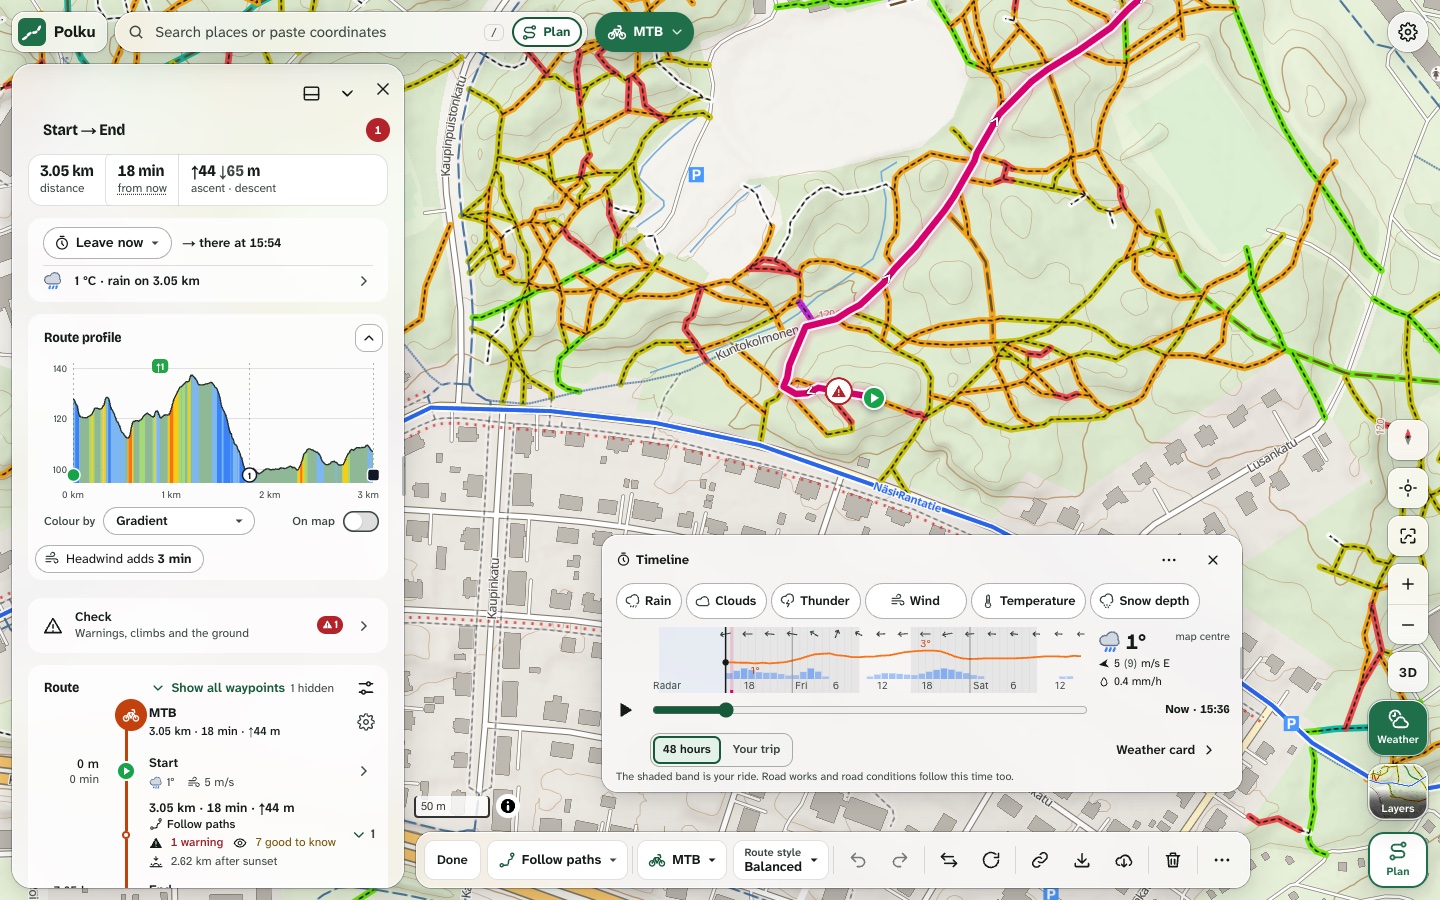 Polku
Search places or paste coordinates
/
Plan
MTB
Start → End
1
3.05 km
distance
18 min
from now
↑44 ↓65 m
ascent · descent
Leave now
→ there at 15:54
1 °C · rain on 3.05 km
Route profile
↑1
140
120
100
1
0 km
1 km
2 km
3 km
Colour by
Gradient
On map
Headwind adds 3 min
Check
Warnings, climbs and the ground
1
Route
Show all waypoints 1 hidden
MTB
3.05 km · 18 min · ↑44 m
0 m
0 min
Start
1° 5 m/s
3.05 km · 18 min · ↑44 m
Follow paths
1 warning 7 good to know
1
2.62 km after sunset
Kaupinpuistonkatu
P
120
Kuntokolmonen
Näsi Rantatie
Lusankatu
120
Kaupinkatu
P
P
50 m
Timeline
Rain
Clouds
Thunder
Wind
Temperature
Snow depth
3°
1°
Radar
18
Fri
6
12
18
Sat
6
12
1°
map centre
5 (9) m/s E
0.4 mm/h
Now · 15:36
48 hours
Your trip
Weather card
The shaded band is your ride. Road works and road conditions follow this time too.
Done
Follow paths
MTB
Route style
Balanced
3D
Weather
Layers
Plan